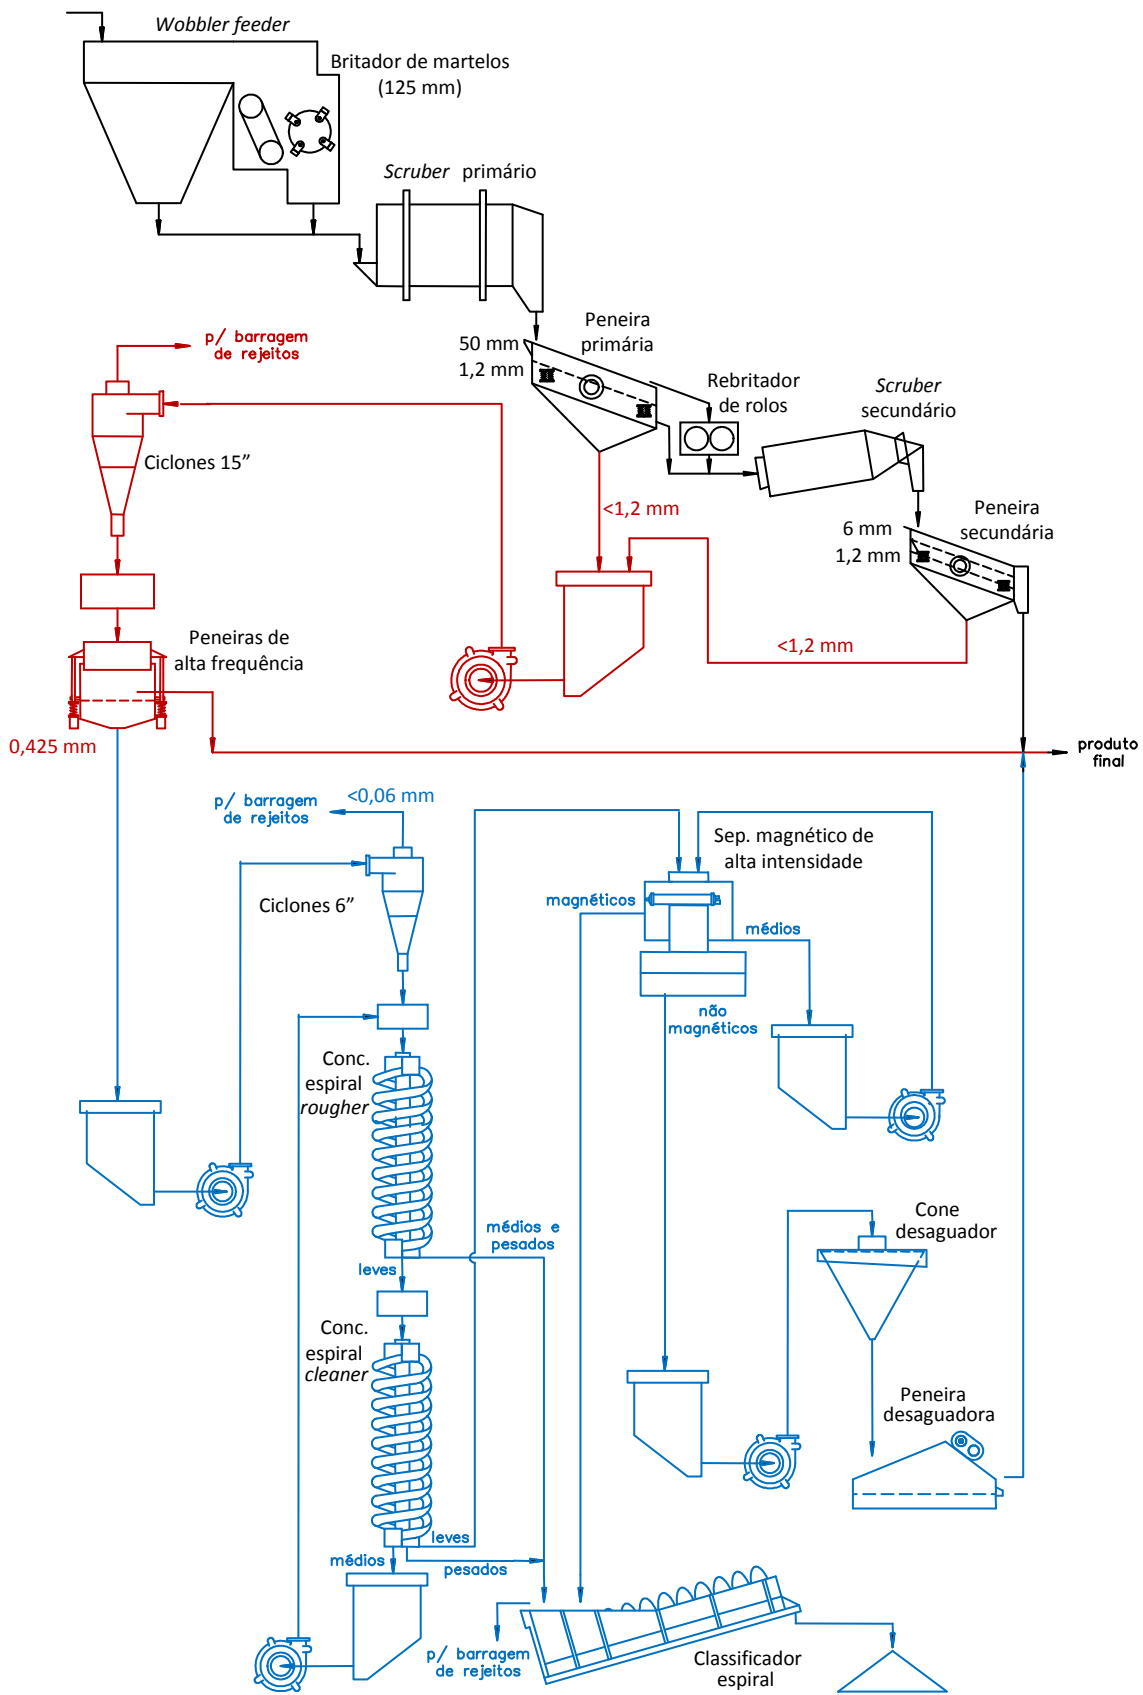 Wobbler feeder
Britador de martelos
(125 mm)
Scruber primário
Peneira
primária
50 mm
1,2 mm
Rebritador
de rolos
Scruber
secundário
p/ barragem
de rejeitos
Ciclones 15”
<1,2 mm
Peneira
secundária
6 mm
1,2 mm
Peneiras de
alta frequência
<1,2 mm
0,425 mm
produto
final
p/ barragem
de rejeitos
<0,06 mm
Sep. magnético de
alta intensidade
Ciclones 6”
magnéticos
médios
não
magnéticos
Conc.
espiral
rougher
médios e
pesados
leves
Cone
desaguador
Conc.
espiral
cleaner
Peneira
desaguadora
leves
médios
pesados
p/ barragem
de rejeitos
Classificador
espiral